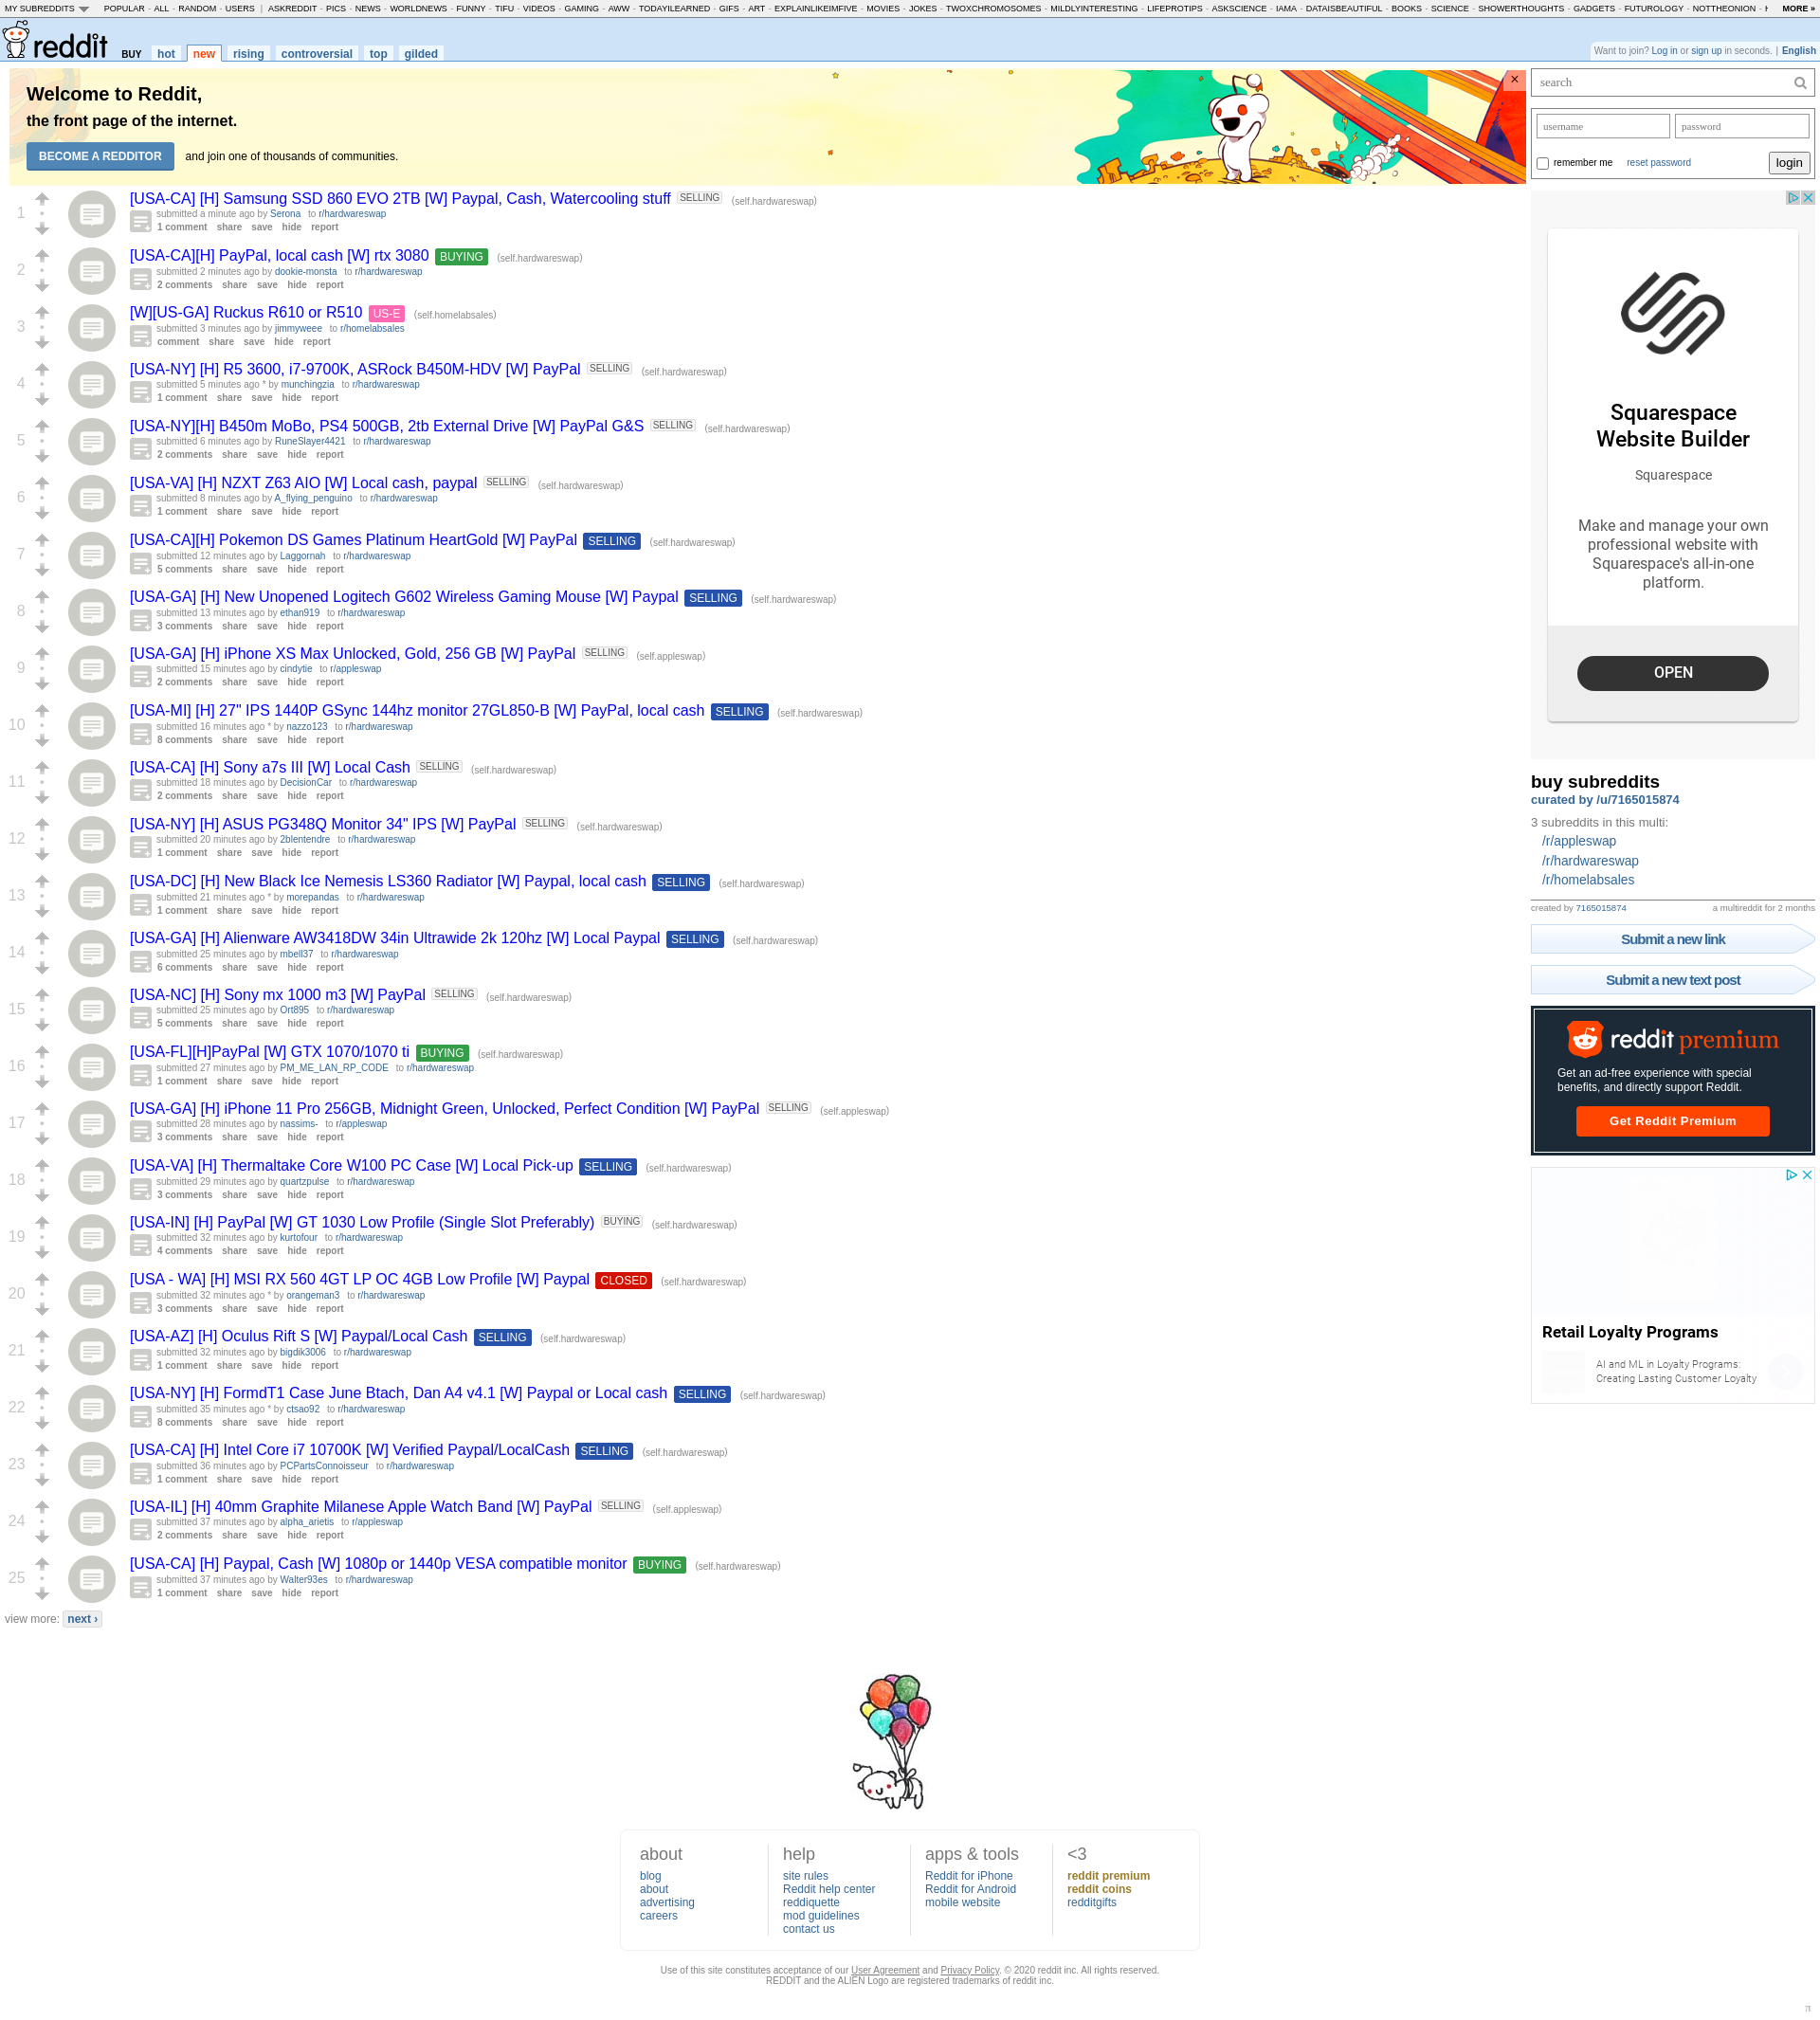 MY SUBREDDITS POPULAR - ALL - RANDOM - USERS | ASKREDDIT - PICS - NEWS - WORLDNEWS - FUNNY - TIFU - VIDEOS - GAMING - AWW - TODAYILEARNED - GIFS - ART - EXPLAINLIKEIMFIVE - MOVIES - JOKES - TWOXCHROMOSOMES - MILDLYINTERESTING - LIFEPROTIPS - ASKSCIENCE - IAMA - DATAISBEAUTIFUL - BOOKS - SCIENCE - SHOWERTHOUGHTS - GADGETS - FUTUROLOGY - NOTTHEONION - MORE »
reddit BUY hot new rising controversial top gilded
Want to join? Log in or sign up in seconds. | English
Welcome to Reddit,
the front page of the internet.
BECOME A REDDITOR and join one of thousands of communities.
×
1
[USA-CA] [H] Samsung SSD 860 EVO 2TB [W] Paypal, Cash, Watercooling stuff SELLING (self.hardwareswap)
submitted a minute ago by Serona to r/hardwareswap
1 comment share save hide report
2
[USA-CA][H] PayPal, local cash [W] rtx 3080 BUYING (self.hardwareswap)
submitted 2 minutes ago by dookie-monsta to r/hardwareswap
2 comments share save hide report
3
[W][US-GA] Ruckus R610 or R510 US-E (self.homelabsales)
submitted 3 minutes ago by jimmyweee to r/homelabsales
comment share save hide report
4
[USA-NY] [H] R5 3600, i7-9700K, ASRock B450M-HDV [W] PayPal SELLING (self.hardwareswap)
submitted 5 minutes ago * by munchingzia to r/hardwareswap
1 comment share save hide report
5
[USA-NY][H] B450m MoBo, PS4 500GB, 2tb External Drive [W] PayPal G&S SELLING (self.hardwareswap)
submitted 6 minutes ago by RuneSlayer4421 to r/hardwareswap
2 comments share save hide report
6
[USA-VA] [H] NZXT Z63 AIO [W] Local cash, paypal SELLING (self.hardwareswap)
submitted 8 minutes ago by A_flying_penguino to r/hardwareswap
1 comment share save hide report
7
[USA-CA][H] Pokemon DS Games Platinum HeartGold [W] PayPal SELLING (self.hardwareswap)
submitted 12 minutes ago by Laggornah to r/hardwareswap
5 comments share save hide report
8
[USA-GA] [H] New Unopened Logitech G602 Wireless Gaming Mouse [W] Paypal SELLING (self.hardwareswap)
submitted 13 minutes ago by ethan919 to r/hardwareswap
3 comments share save hide report
9
[USA-GA] [H] iPhone XS Max Unlocked, Gold, 256 GB [W] PayPal SELLING (self.appleswap)
submitted 15 minutes ago by cindytie to r/appleswap
2 comments share save hide report
10
[USA-MI] [H] 27" IPS 1440P GSync 144hz monitor 27GL850-B [W] PayPal, local cash SELLING (self.hardwareswap)
submitted 16 minutes ago * by nazzo123 to r/hardwareswap
8 comments share save hide report
11
[USA-CA] [H] Sony a7s III [W] Local Cash SELLING (self.hardwareswap)
submitted 18 minutes ago by DecisionCar to r/hardwareswap
2 comments share save hide report
12
[USA-NY] [H] ASUS PG348Q Monitor 34" IPS [W] PayPal SELLING (self.hardwareswap)
submitted 20 minutes ago by 2blentendre to r/hardwareswap
1 comment share save hide report
13
[USA-DC] [H] New Black Ice Nemesis LS360 Radiator [W] Paypal, local cash SELLING (self.hardwareswap)
submitted 21 minutes ago * by morepandas to r/hardwareswap
1 comment share save hide report
14
[USA-GA] [H] Alienware AW3418DW 34in Ultrawide 2k 120hz [W] Local Paypal SELLING (self.hardwareswap)
submitted 25 minutes ago by mbell37 to r/hardwareswap
6 comments share save hide report
15
[USA-NC] [H] Sony mx 1000 m3 [W] PayPal SELLING (self.hardwareswap)
submitted 25 minutes ago by Ort895 to r/hardwareswap
5 comments share save hide report
16
[USA-FL][H]PayPal [W] GTX 1070/1070 ti BUYING (self.hardwareswap)
submitted 27 minutes ago by PM_ME_LAN_RP_CODE to r/hardwareswap
1 comment share save hide report
17
[USA-GA] [H] iPhone 11 Pro 256GB, Midnight Green, Unlocked, Perfect Condition [W] PayPal SELLING (self.appleswap)
submitted 28 minutes ago by nassims- to r/appleswap
3 comments share save hide report
18
[USA-VA] [H] Thermaltake Core W100 PC Case [W] Local Pick-up SELLING (self.hardwareswap)
submitted 29 minutes ago by quartzpulse to r/hardwareswap
3 comments share save hide report
19
[USA-IN] [H] PayPal [W] GT 1030 Low Profile (Single Slot Preferably) BUYING (self.hardwareswap)
submitted 32 minutes ago by kurtofour to r/hardwareswap
4 comments share save hide report
20
[USA - WA] [H] MSI RX 560 4GT LP OC 4GB Low Profile [W] Paypal CLOSED (self.hardwareswap)
submitted 32 minutes ago * by orangeman3 to r/hardwareswap
3 comments share save hide report
21
[USA-AZ] [H] Oculus Rift S [W] Paypal/Local Cash SELLING (self.hardwareswap)
submitted 32 minutes ago by bigdik3006 to r/hardwareswap
1 comment share save hide report
22
[USA-NY] [H] FormdT1 Case June Btach, Dan A4 v4.1 [W] Paypal or Local cash SELLING (self.hardwareswap)
submitted 35 minutes ago * by ctsao92 to r/hardwareswap
8 comments share save hide report
23
[USA-CA] [H] Intel Core i7 10700K [W] Verified Paypal/LocalCash SELLING (self.hardwareswap)
submitted 36 minutes ago by PCPartsConnoisseur to r/hardwareswap
1 comment share save hide report
24
[USA-IL] [H] 40mm Graphite Milanese Apple Watch Band [W] PayPal SELLING (self.appleswap)
submitted 37 minutes ago by alpha_arietis to r/appleswap
2 comments share save hide report
25
[USA-CA] [H] Paypal, Cash [W] 1080p or 1440p VESA compatible monitor BUYING (self.hardwareswap)
submitted 37 minutes ago by Walter93es to r/hardwareswap
1 comment share save hide report
view more: next ›
search
username password
remember me reset password login
Squarespace
Website Builder
Squarespace
Make and manage your own
professional website with
Squarespace's all-in-one
platform.
OPEN
buy subreddits
curated by /u/7165015874
3 subreddits in this multi:
/r/appleswap
/r/hardwareswap
/r/homelabsales
created by 7165015874 a multireddit for 2 months
Submit a new link
Submit a new text post
reddit premium
Get an ad-free experience with special
benefits, and directly support Reddit.
Get Reddit Premium
Retail Loyalty Programs
AI and ML in Loyalty Programs:
Creating Lasting Customer Loyalty
about
blog
about
advertising
careers
help
site rules
Reddit help center
reddiquette
mod guidelines
contact us
apps & tools
Reddit for iPhone
Reddit for Android
mobile website
<3
reddit premium
reddit coins
redditgifts
Use of this site constitutes acceptance of our User Agreement and Privacy Policy. © 2020 reddit inc. All rights reserved.
REDDIT and the ALIEN Logo are registered trademarks of reddit inc.
π